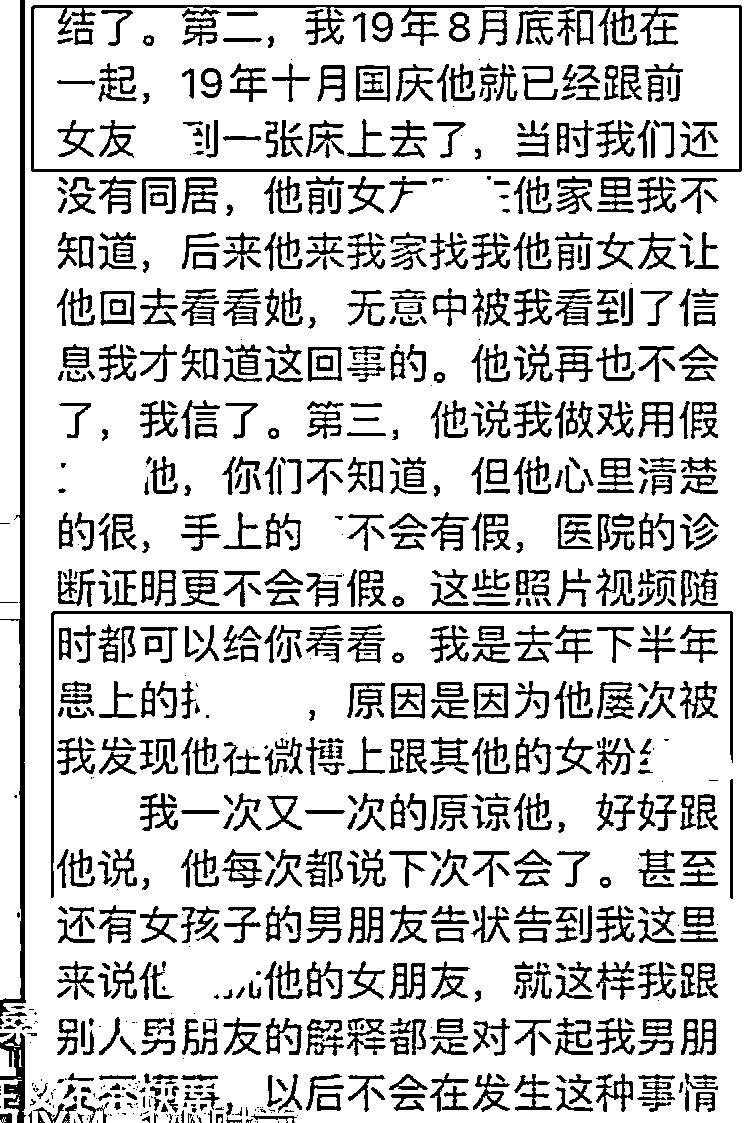 结了。第二，我19年8月底和他在
一起，19年十月国庆他就已经跟前
女友 到一张床上去了，当时我们还
没有同居，他前女友 在他家里我不
知道，后来他来我家找我他前女友让
他回去看看她，无意中被我看到了信
息我才知道这回事的。他说再也不会
了，我信了。第三，他说我做戏用假
他，你们不知道，但他心里清楚
的很，手上的 不会有假，医院的诊
断证明更不会有假。这些照片视频随
时都可以给你看看。我是去年下半年
患上的 ，原因是因为他屡次被
我发现他在微博上跟其他的女粉
我一次又一次的原谅他，好好跟
他说，他每次都说下次不会了。甚至
还有女孩子的男朋友告状告到我这里
来说他 他的女朋友，就这样我跟
别人男朋友的解释都是对不起我男朋
，以后不会在发生这种事情